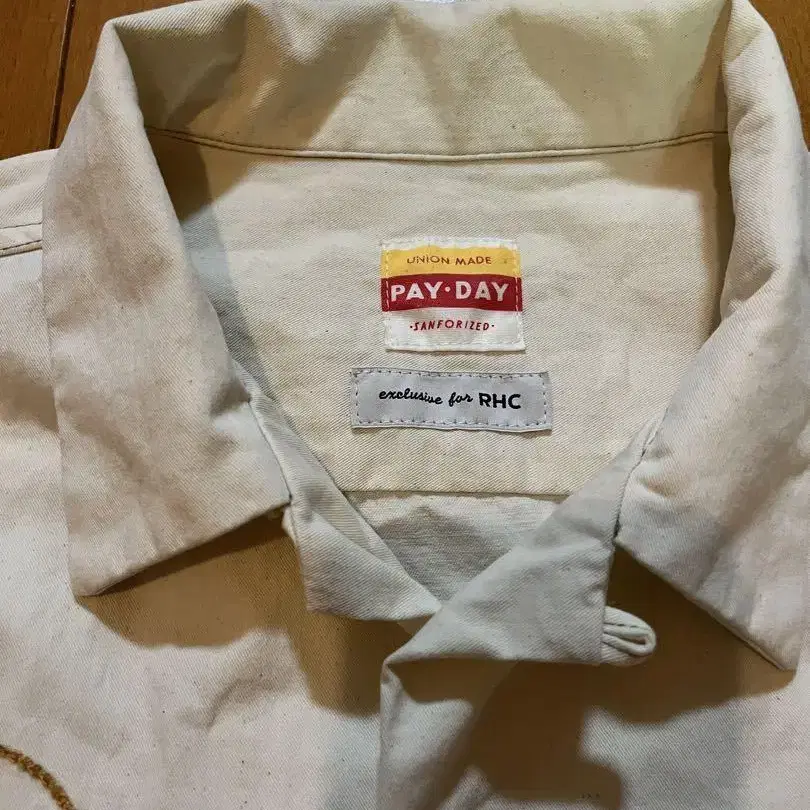 UNION MADE
PAY·DAY
·SANFORIZED·
exclusive for RHC